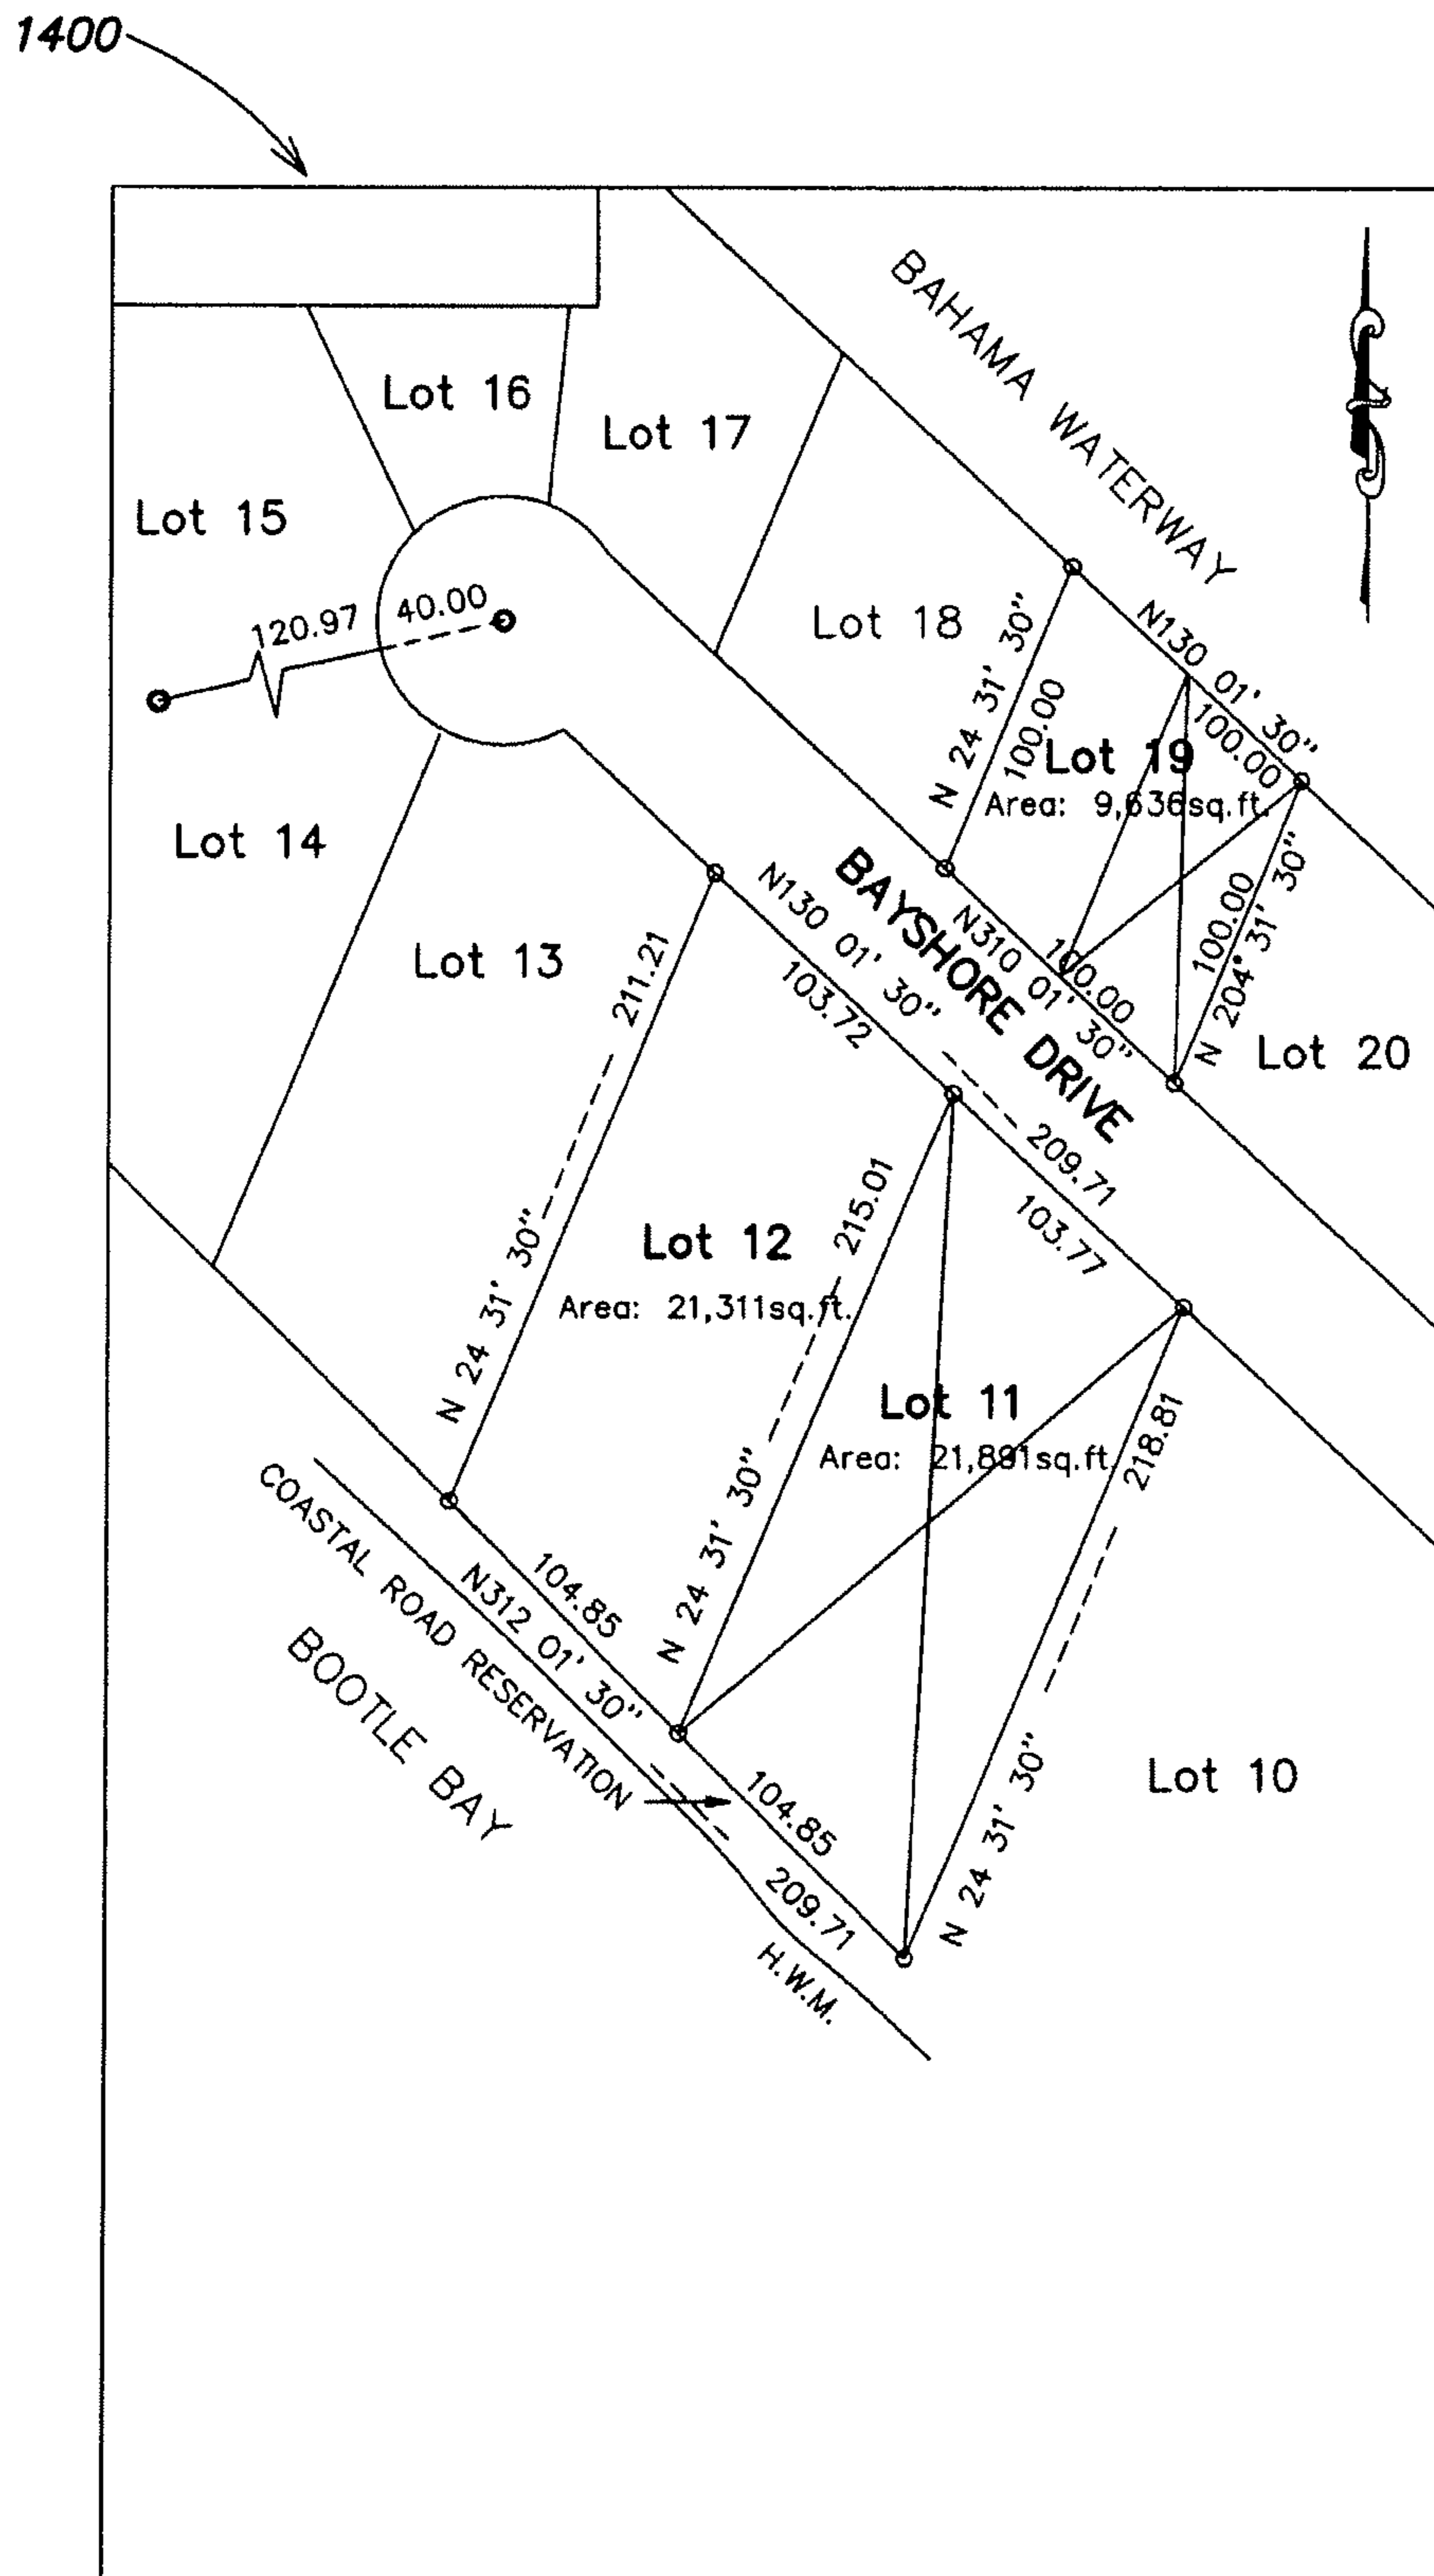 1400
BAHAMA WATERWAY
Lot 16
Lot 17
Lot 15
120.97
40.00
Lot 18
N 24 31' 30"
100.00
N130 01' 30"
100.00
Lot 19
Area: 9,636sq.ft.
Lot 14
Lot 13
211.21
N 24 31' 30"
N130 01' 30"
103.72
BAYSHORE DRIVE
N310 01' 30"
100.00
100.00
N 204° 31' 30"
Lot 20
209.71
103.77
Lot 12
Area: 21,311sq.ft.
215.01
N 24 31' 30"
Lot 11
Area: 21,891sq.ft.
218.81
N 24 31' 30"
Lot 10
104.85
N312 01' 30"
COASTAL ROAD RESERVATION
BOOTLE BAY
104.85
209.71
H.W.M.